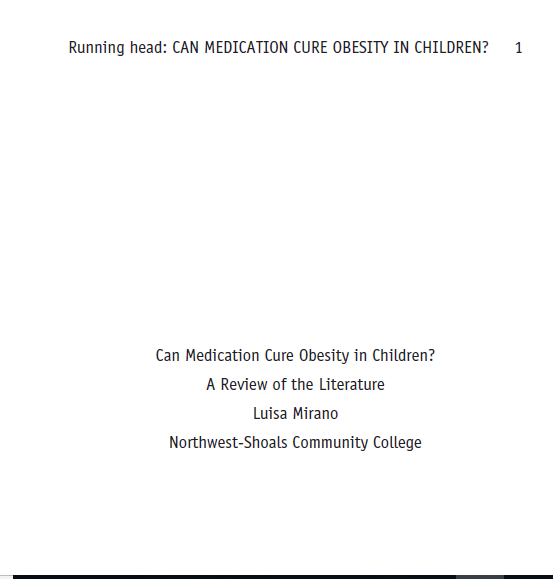 Running head: CAN MEDICATION CURE OBESITY IN CHILDREN? 1
Can Medication Cure Obesity in Children?
A Review of the Literature
Luisa Mirano
Northwest-Shoals Community College